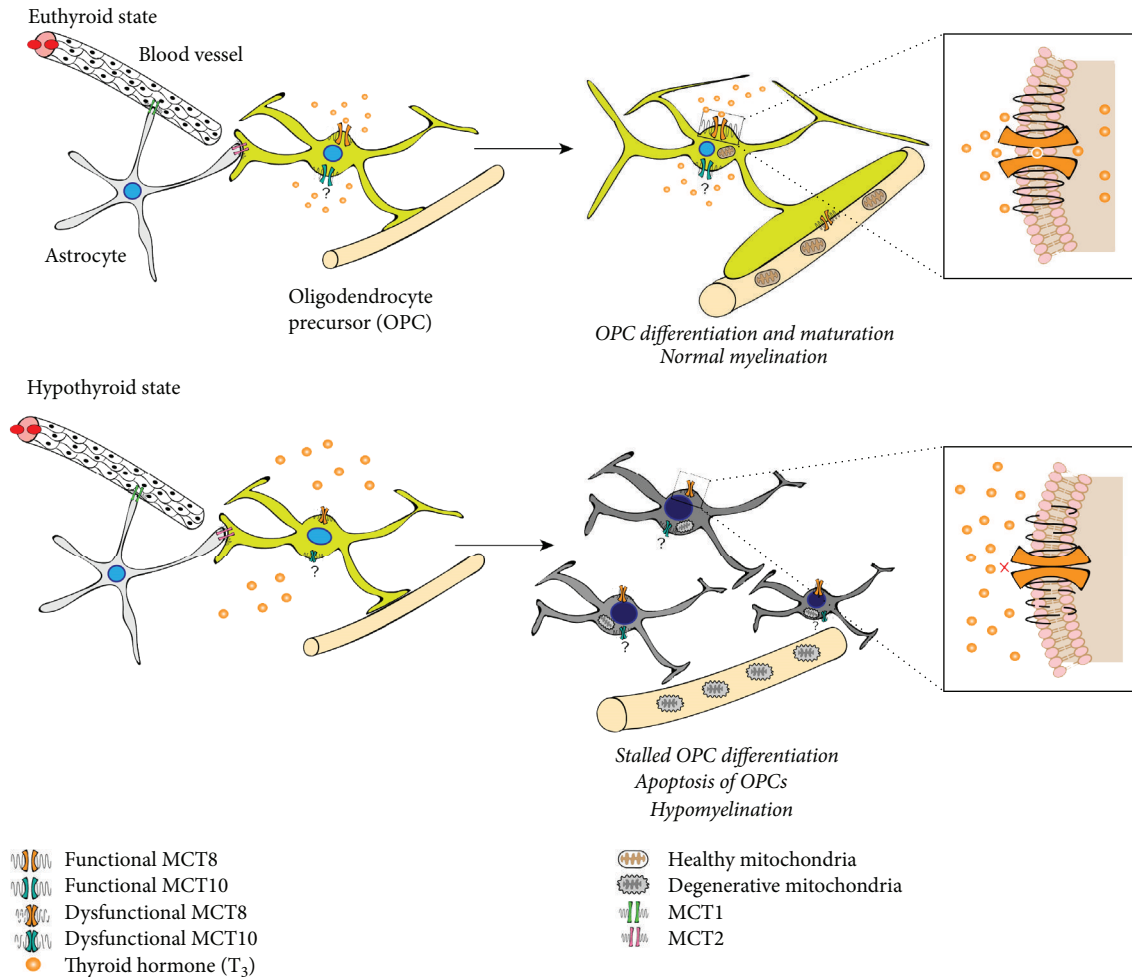 Euthyroid state
Blood vessel
Astrocyte
?
Oligodendrocyte
precursor (OPC)
?
OPC differentiation and maturation
Normal myelination
Hypothyroid state
?
?
?
?
×
Stalled OPC differentiation
Apoptosis of OPCs
Hypomyelination
Functional MCT8
Functional MCT10
Dysfunctional MCT8
Dysfunctional MCT10
Thyroid hormone (T₃)
Healthy mitochondria
Degenerative mitochondria
MCT1
MCT2